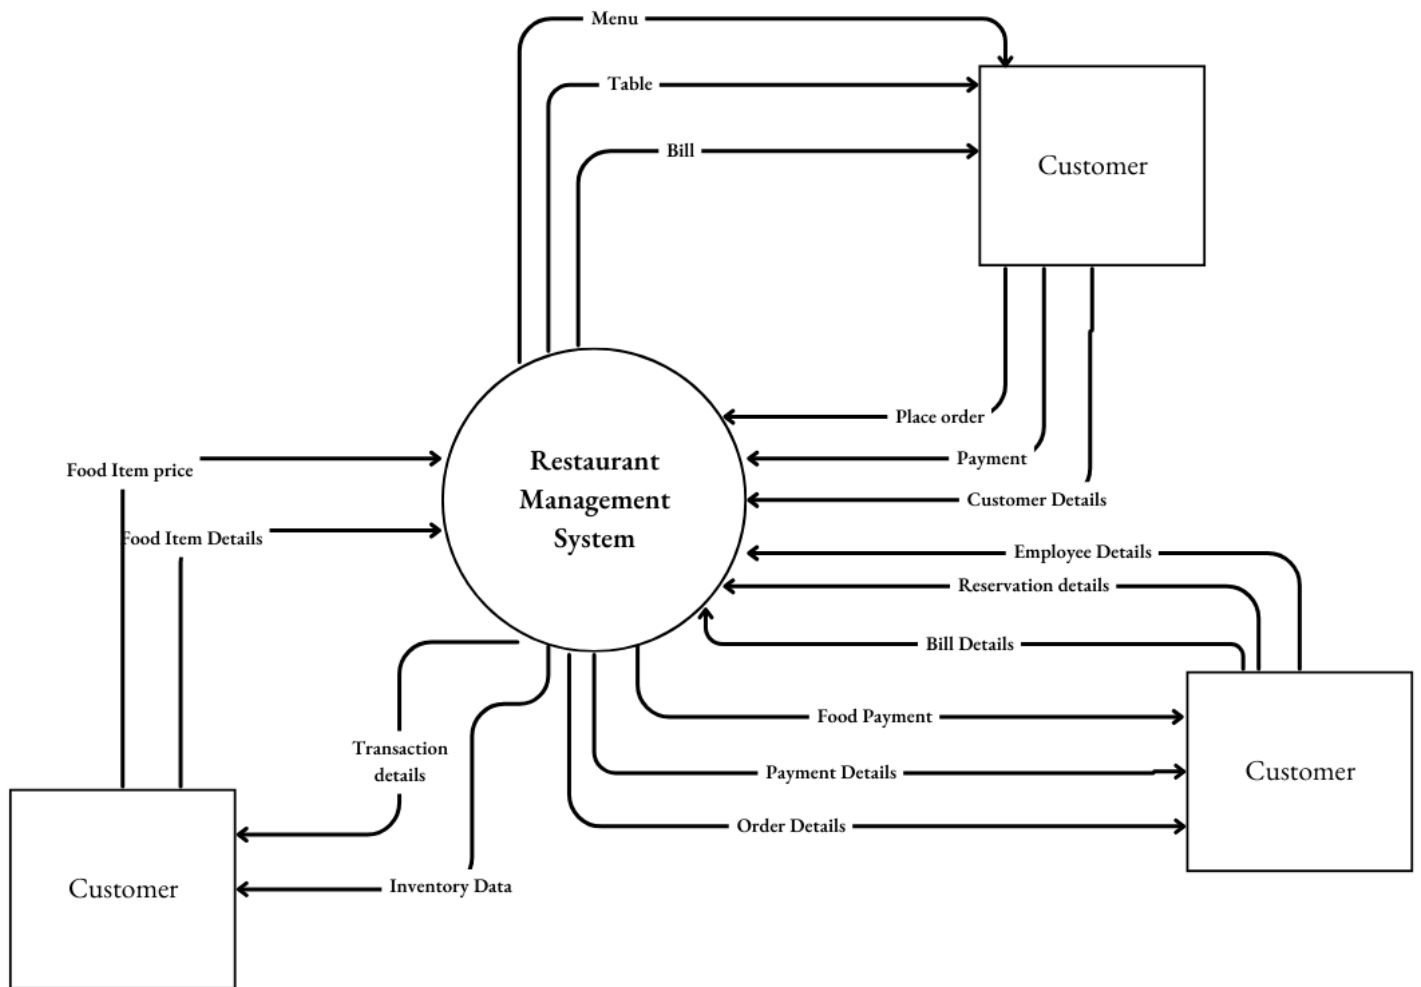 Menu
Table
Bill
Customer
Place order
Payment
Customer Details
Restaurant
Management
System
Food Item price
Food Item Details
Employee Details
Reservation details
Bill Details
Food Payment
Payment Details
Order Details
Customer
Transaction
details
Inventory Data
Customer